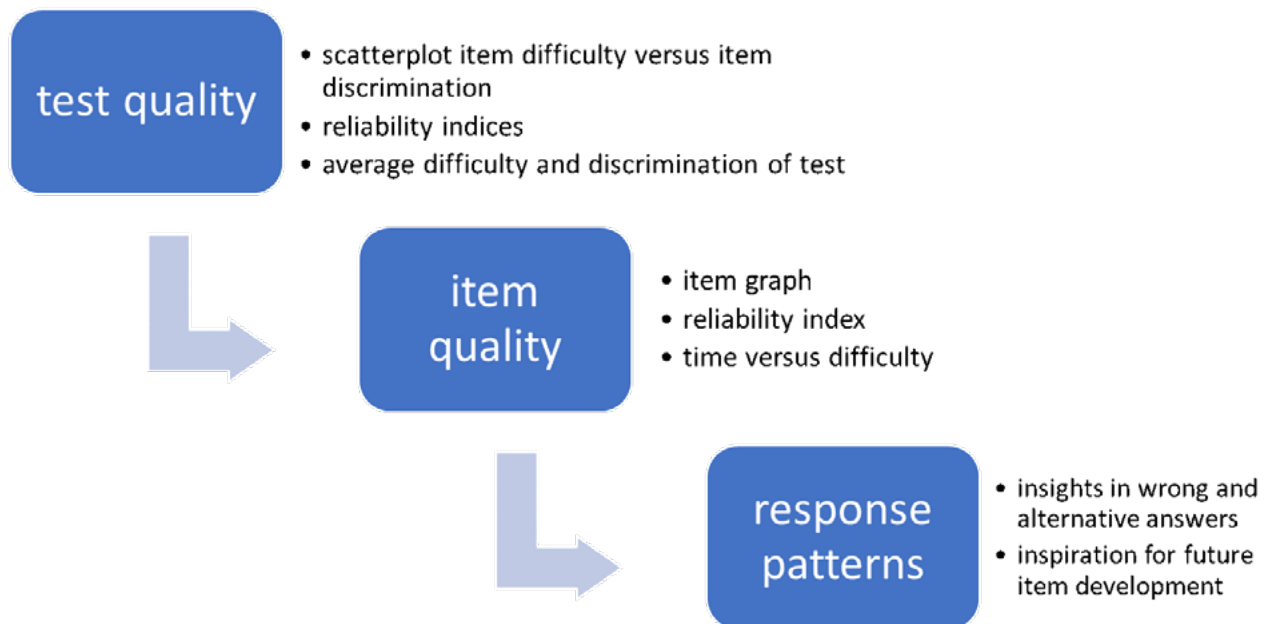 test quality
• scatterplot item difficulty versus item
discrimination
• reliability indices
• average difficulty and discrimination of test
item
quality
• item graph
• reliability index
• time versus difficulty
response
patterns
• insights in wrong and
alternative answers
• inspiration for future
item development